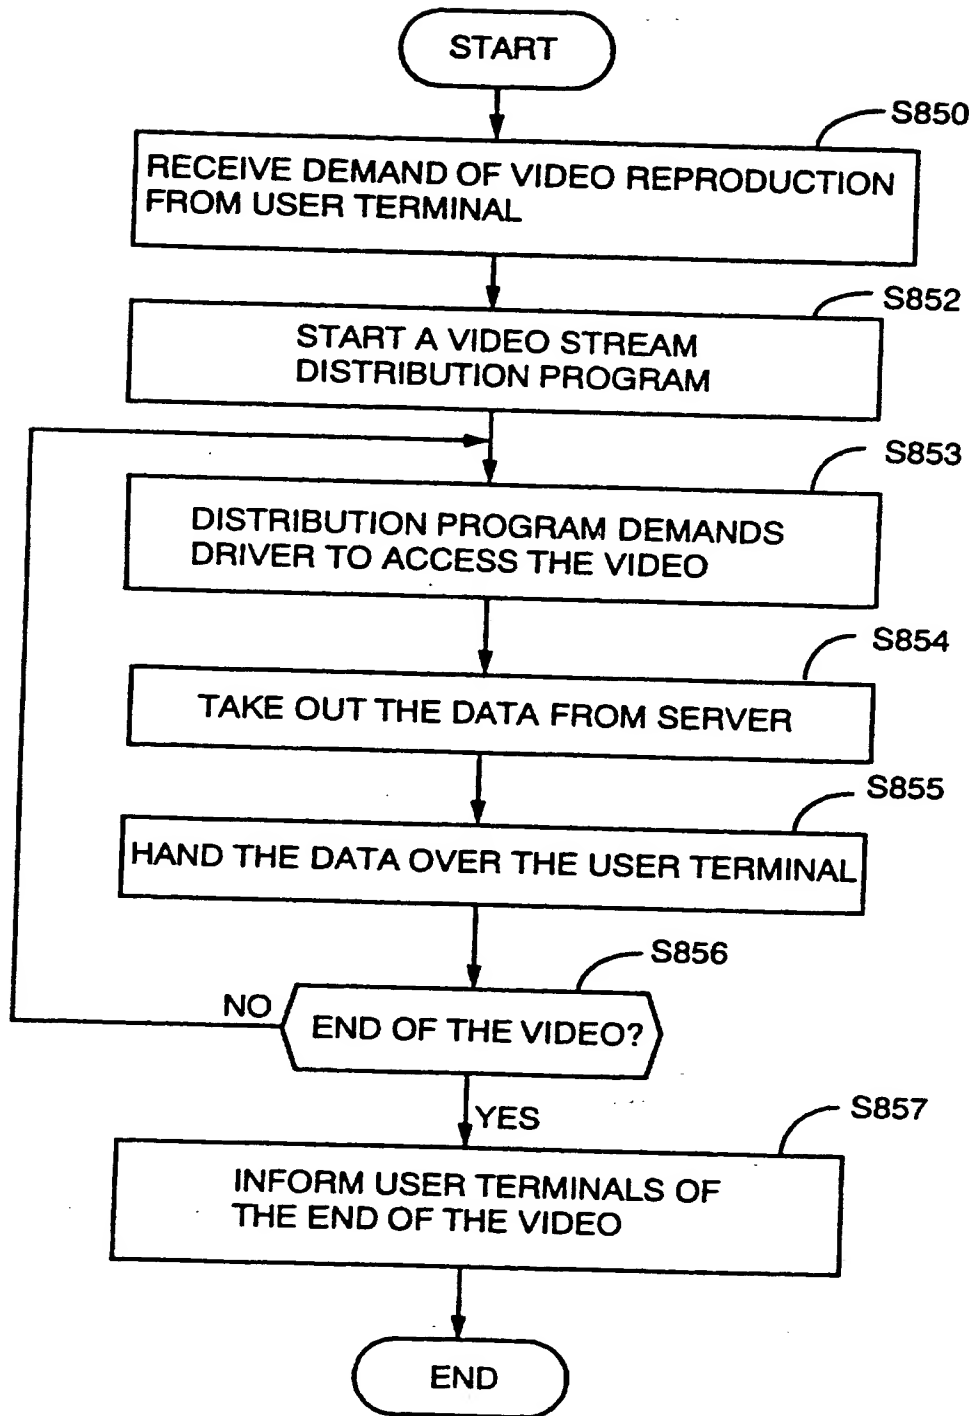 START
S850
RECEIVE DEMAND OF VIDEO REPRODUCTION
FROM USER TERMINAL
S852
START A VIDEO STREAM
DISTRIBUTION PROGRAM
S853
DISTRIBUTION PROGRAM DEMANDS
DRIVER TO ACCESS THE VIDEO
S854
TAKE OUT THE DATA FROM SERVER
S855
HAND THE DATA OVER THE USER TERMINAL
S856
NO
END OF THE VIDEO?
YES
S857
INFORM USER TERMINALS OF
THE END OF THE VIDEO
END